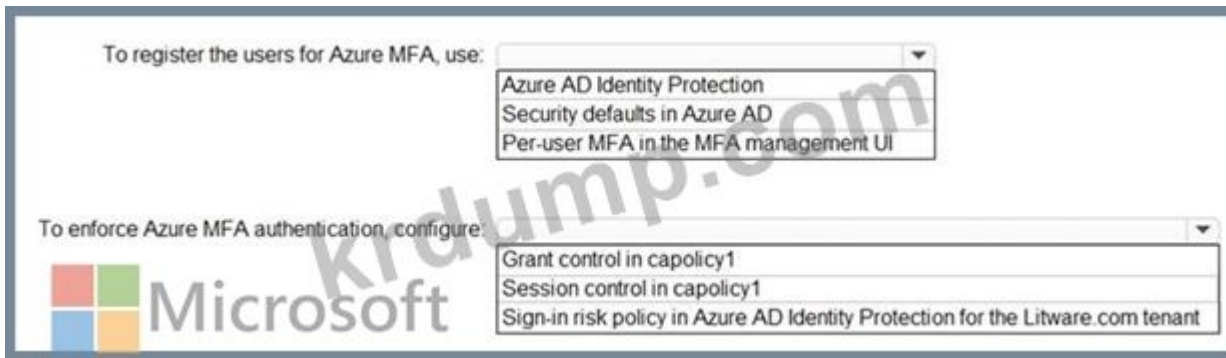 To register the users for Azure MFA, use:
Azure AD Identity Protection
Security defaults in Azure AD
Per-user MFA in the MFA management UI
To enforce Azure MFA authentication, configure:
Grant control in capolicy1
Session control in capolicy1
Sign-in risk policy in Azure AD Identity Protection for the Litware.com tenant
krdump.com
Microsoft